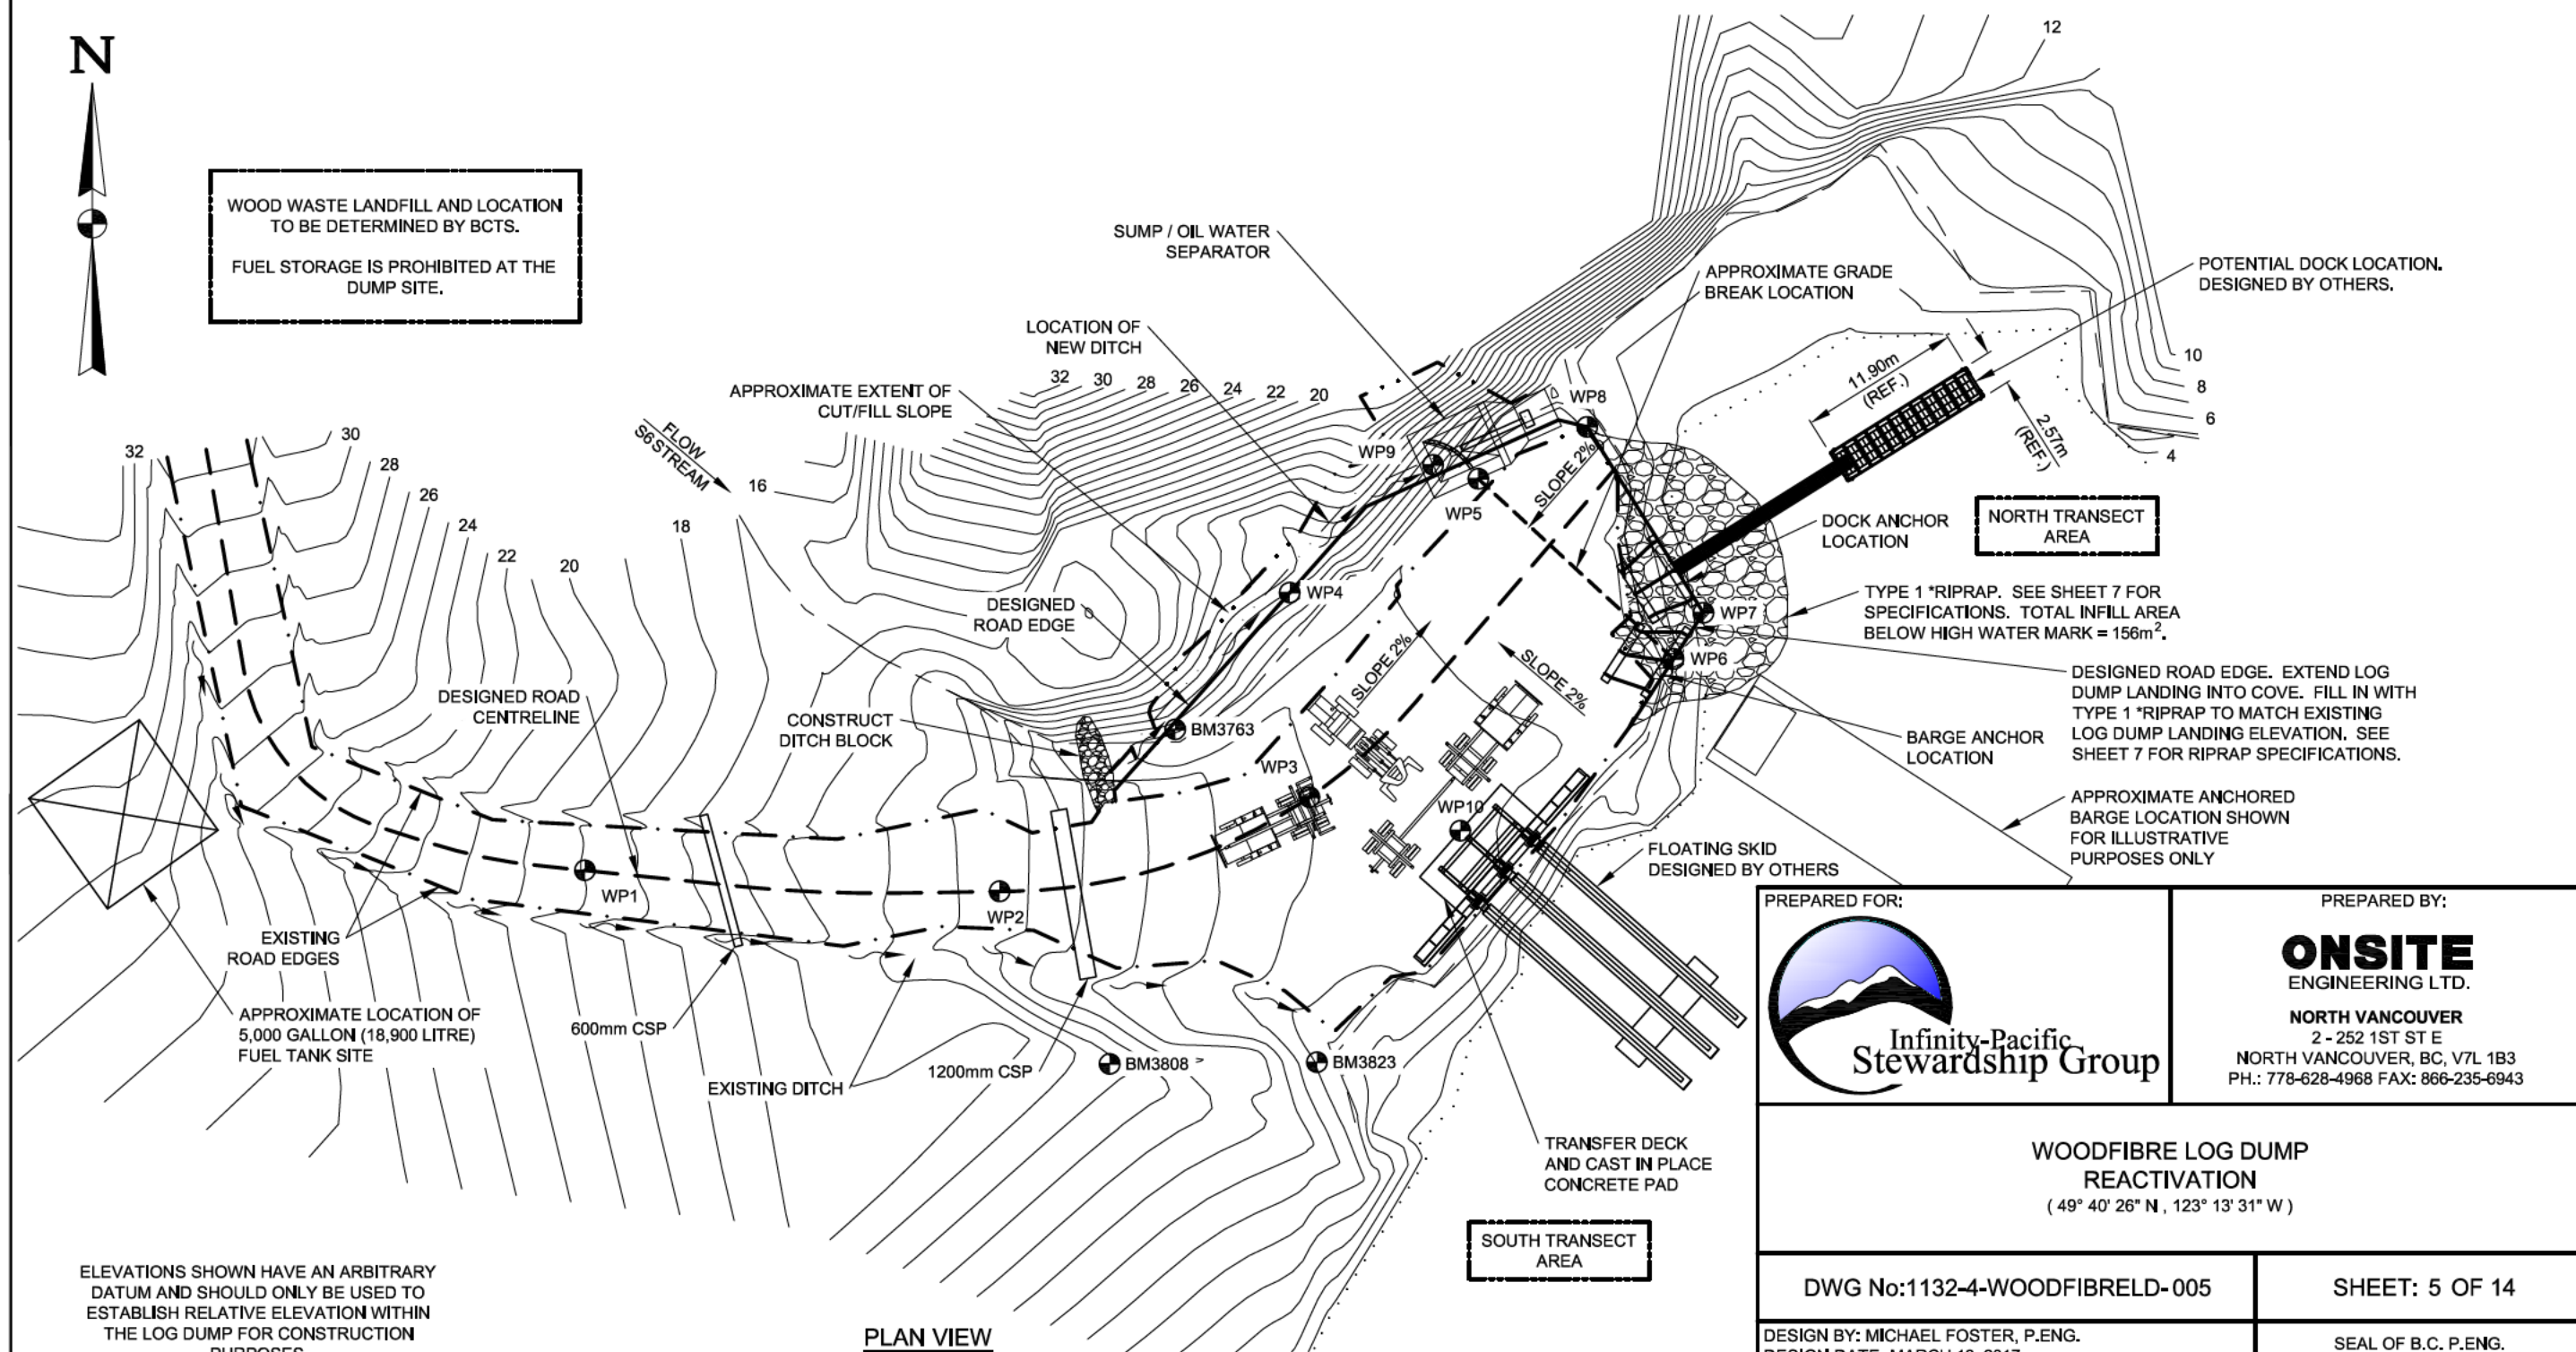 N
WOOD WASTE LANDFILL AND LOCATION
TO BE DETERMINED BY BCTS.
FUEL STORAGE IS PROHIBITED AT THE
DUMP SITE.
12
SUMP / OIL WATER
SEPARATOR
APPROXIMATE GRADE
BREAK LOCATION
POTENTIAL DOCK LOCATION.
DESIGNED BY OTHERS.
LOCATION OF
NEW DITCH
APPROXIMATE EXTENT OF
CUT/FILL SLOPE
32
30
28
26
24
22
20
11.90m
(REF.)
2.57m
(REF.)
10
8
6
4
FLOW
S6 STREAM
32
30
28
26
24
22
20
18
16
WP8
WP9
WP5
SLOPE 2%
DOCK ANCHOR
LOCATION
NORTH TRANSECT
AREA
WP4
DESIGNED
ROAD EDGE
WP7
TYPE 1 *RIPRAP. SEE SHEET 7 FOR
SPECIFICATIONS. TOTAL INFILL AREA
BELOW HIGH WATER MARK = 156m².
WP6
SLOPE 2%
SLOPE 2%
DESIGNED ROAD EDGE. EXTEND LOG
DUMP LANDING INTO COVE. FILL IN WITH
TYPE 1 *RIPRAP TO MATCH EXISTING
LOG DUMP LANDING ELEVATION. SEE
SHEET 7 FOR RIPRAP SPECIFICATIONS.
DESIGNED ROAD
CENTRELINE
CONSTRUCT
DITCH BLOCK
BM3763
BARGE ANCHOR
LOCATION
WP3
WP10
APPROXIMATE ANCHORED
BARGE LOCATION SHOWN
FOR ILLUSTRATIVE
PURPOSES ONLY
FLOATING SKID
DESIGNED BY OTHERS
WP1
WP2
EXISTING
ROAD EDGES
APPROXIMATE LOCATION OF
5,000 GALLON (18,900 LITRE)
FUEL TANK SITE
600mm CSP
EXISTING DITCH
1200mm CSP
BM3808
BM3823
TRANSFER DECK
AND CAST IN PLACE
CONCRETE PAD
SOUTH TRANSECT
AREA
ELEVATIONS SHOWN HAVE AN ARBITRARY
DATUM AND SHOULD ONLY BE USED TO
ESTABLISH RELATIVE ELEVATION WITHIN
THE LOG DUMP FOR CONSTRUCTION
PURPOSES
PLAN VIEW
PREPARED FOR:
Infinity-Pacific
Stewardship Group
PREPARED BY:
ONSITE
ENGINEERING LTD.
NORTH VANCOUVER
2 - 252 1ST ST E
NORTH VANCOUVER, BC, V7L 1B3
PH.: 778-628-4968 FAX: 866-235-6943
WOODFIBRE LOG DUMP
REACTIVATION
( 49° 40' 26" N , 123° 13' 31" W )
DWG No:1132-4-WOODFIBRELD-005
SHEET: 5 OF 14
DESIGN BY: MICHAEL FOSTER, P.ENG.
SEAL OF B.C. P.ENG.